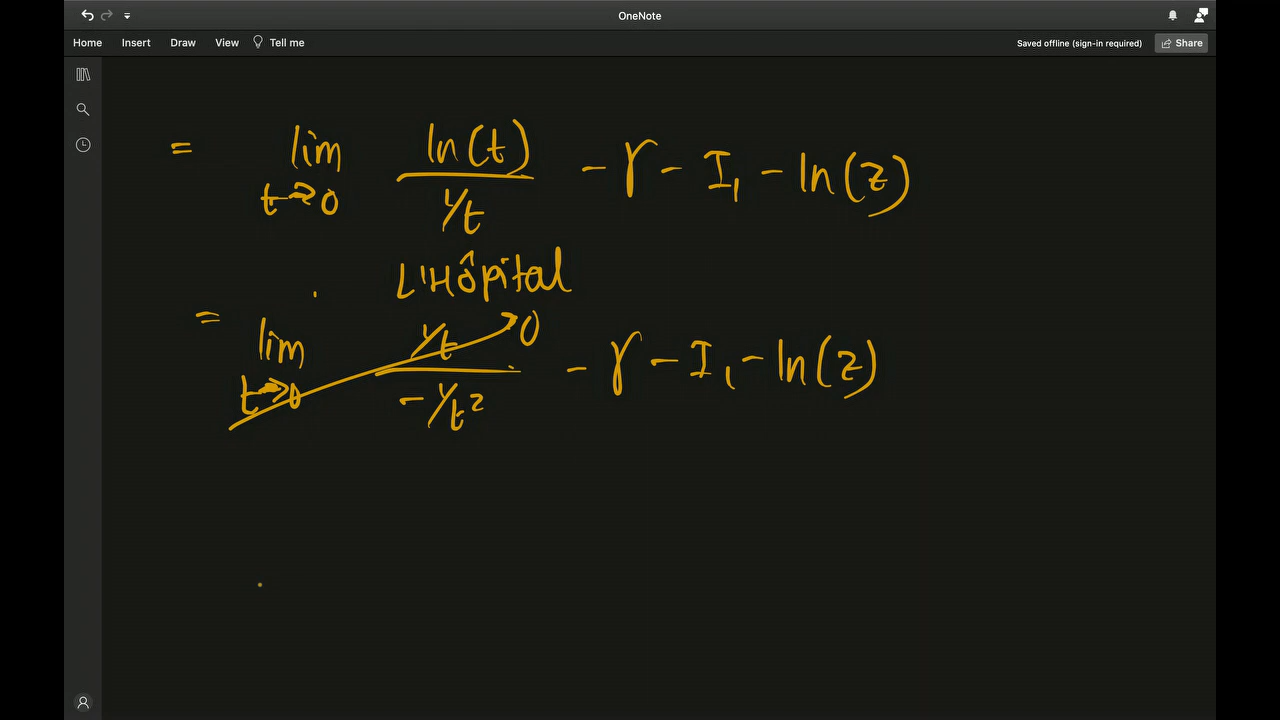 OneNote
Home Insert Draw View Tell me Saved offline (sign-in required) Share
= lim t→0 ln(t) / 1/t - γ - I₁ - ln(z)
L'Hôpital
= lim t→0 1/t / -1/t² 0 - γ - I₁ - ln(z)